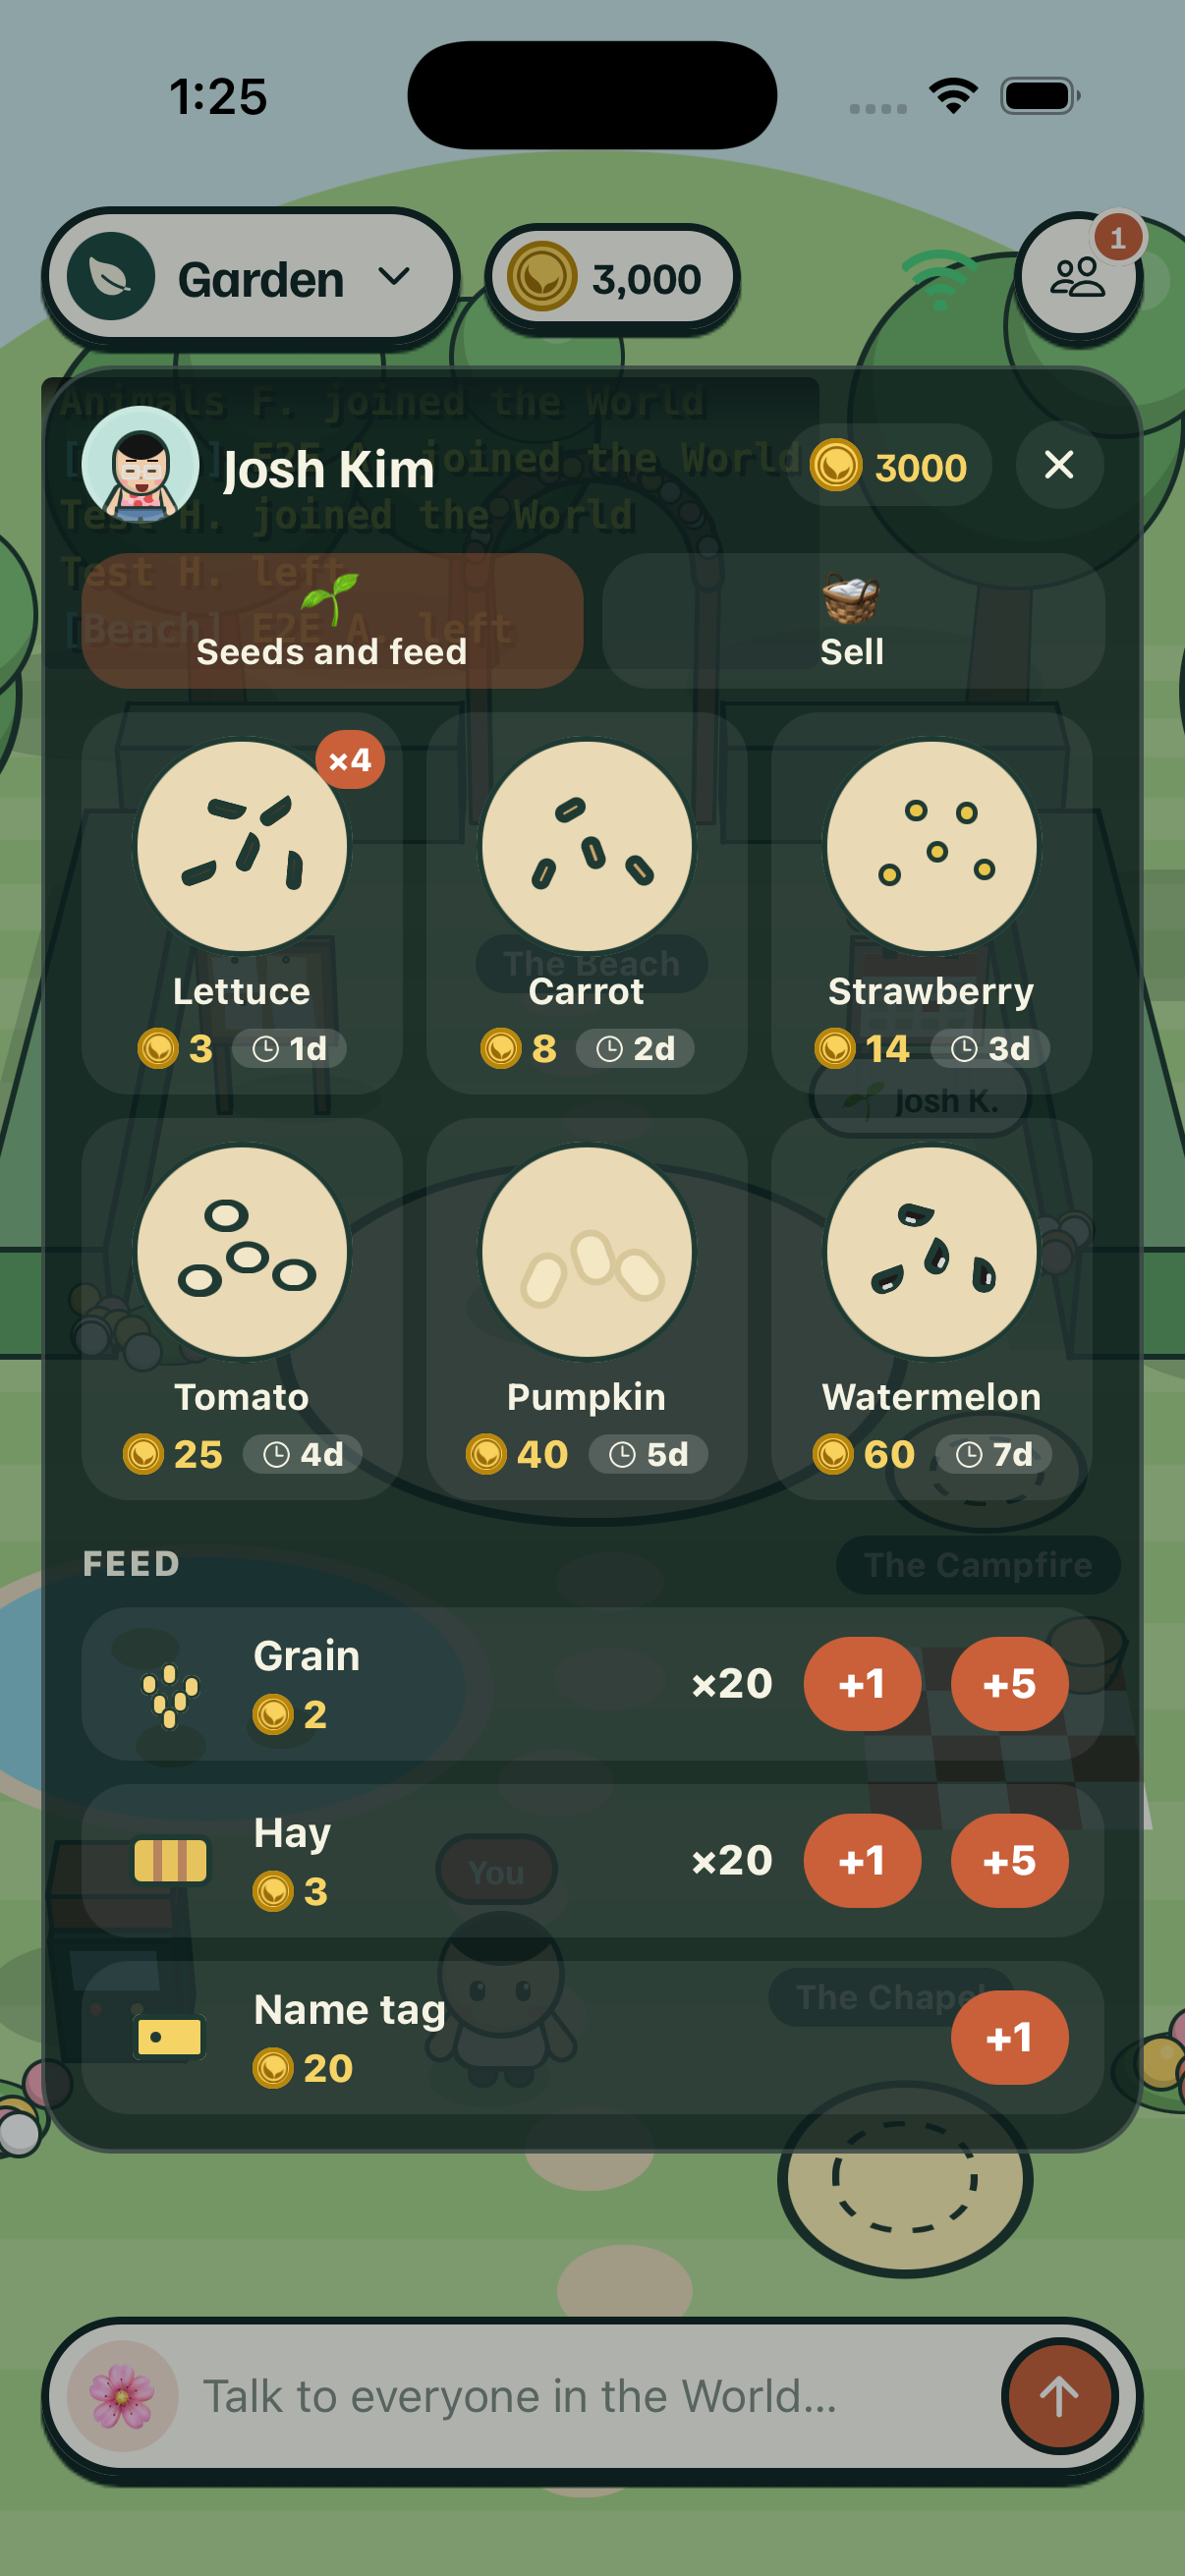 1:25
Garden
3,000
1
Animals F. joined the World
E2E A. joined the World
Josh Kim
3000
Test H. joined the World
Test H. left
[Beach] E2E A. left
Seeds and feed
Sell
×4
The Beach
Lettuce
Carrot
Strawberry
3
1d
8
2d
14
3d
Josh K.
Tomato
Pumpkin
Watermelon
25
4d
40
5d
60
7d
FEED
The Campfire
Grain
2
×20
+1
+5
Hay
3
×20
+1
+5
You
Name tag
20
+1
The Chapel
Talk to everyone in the World...